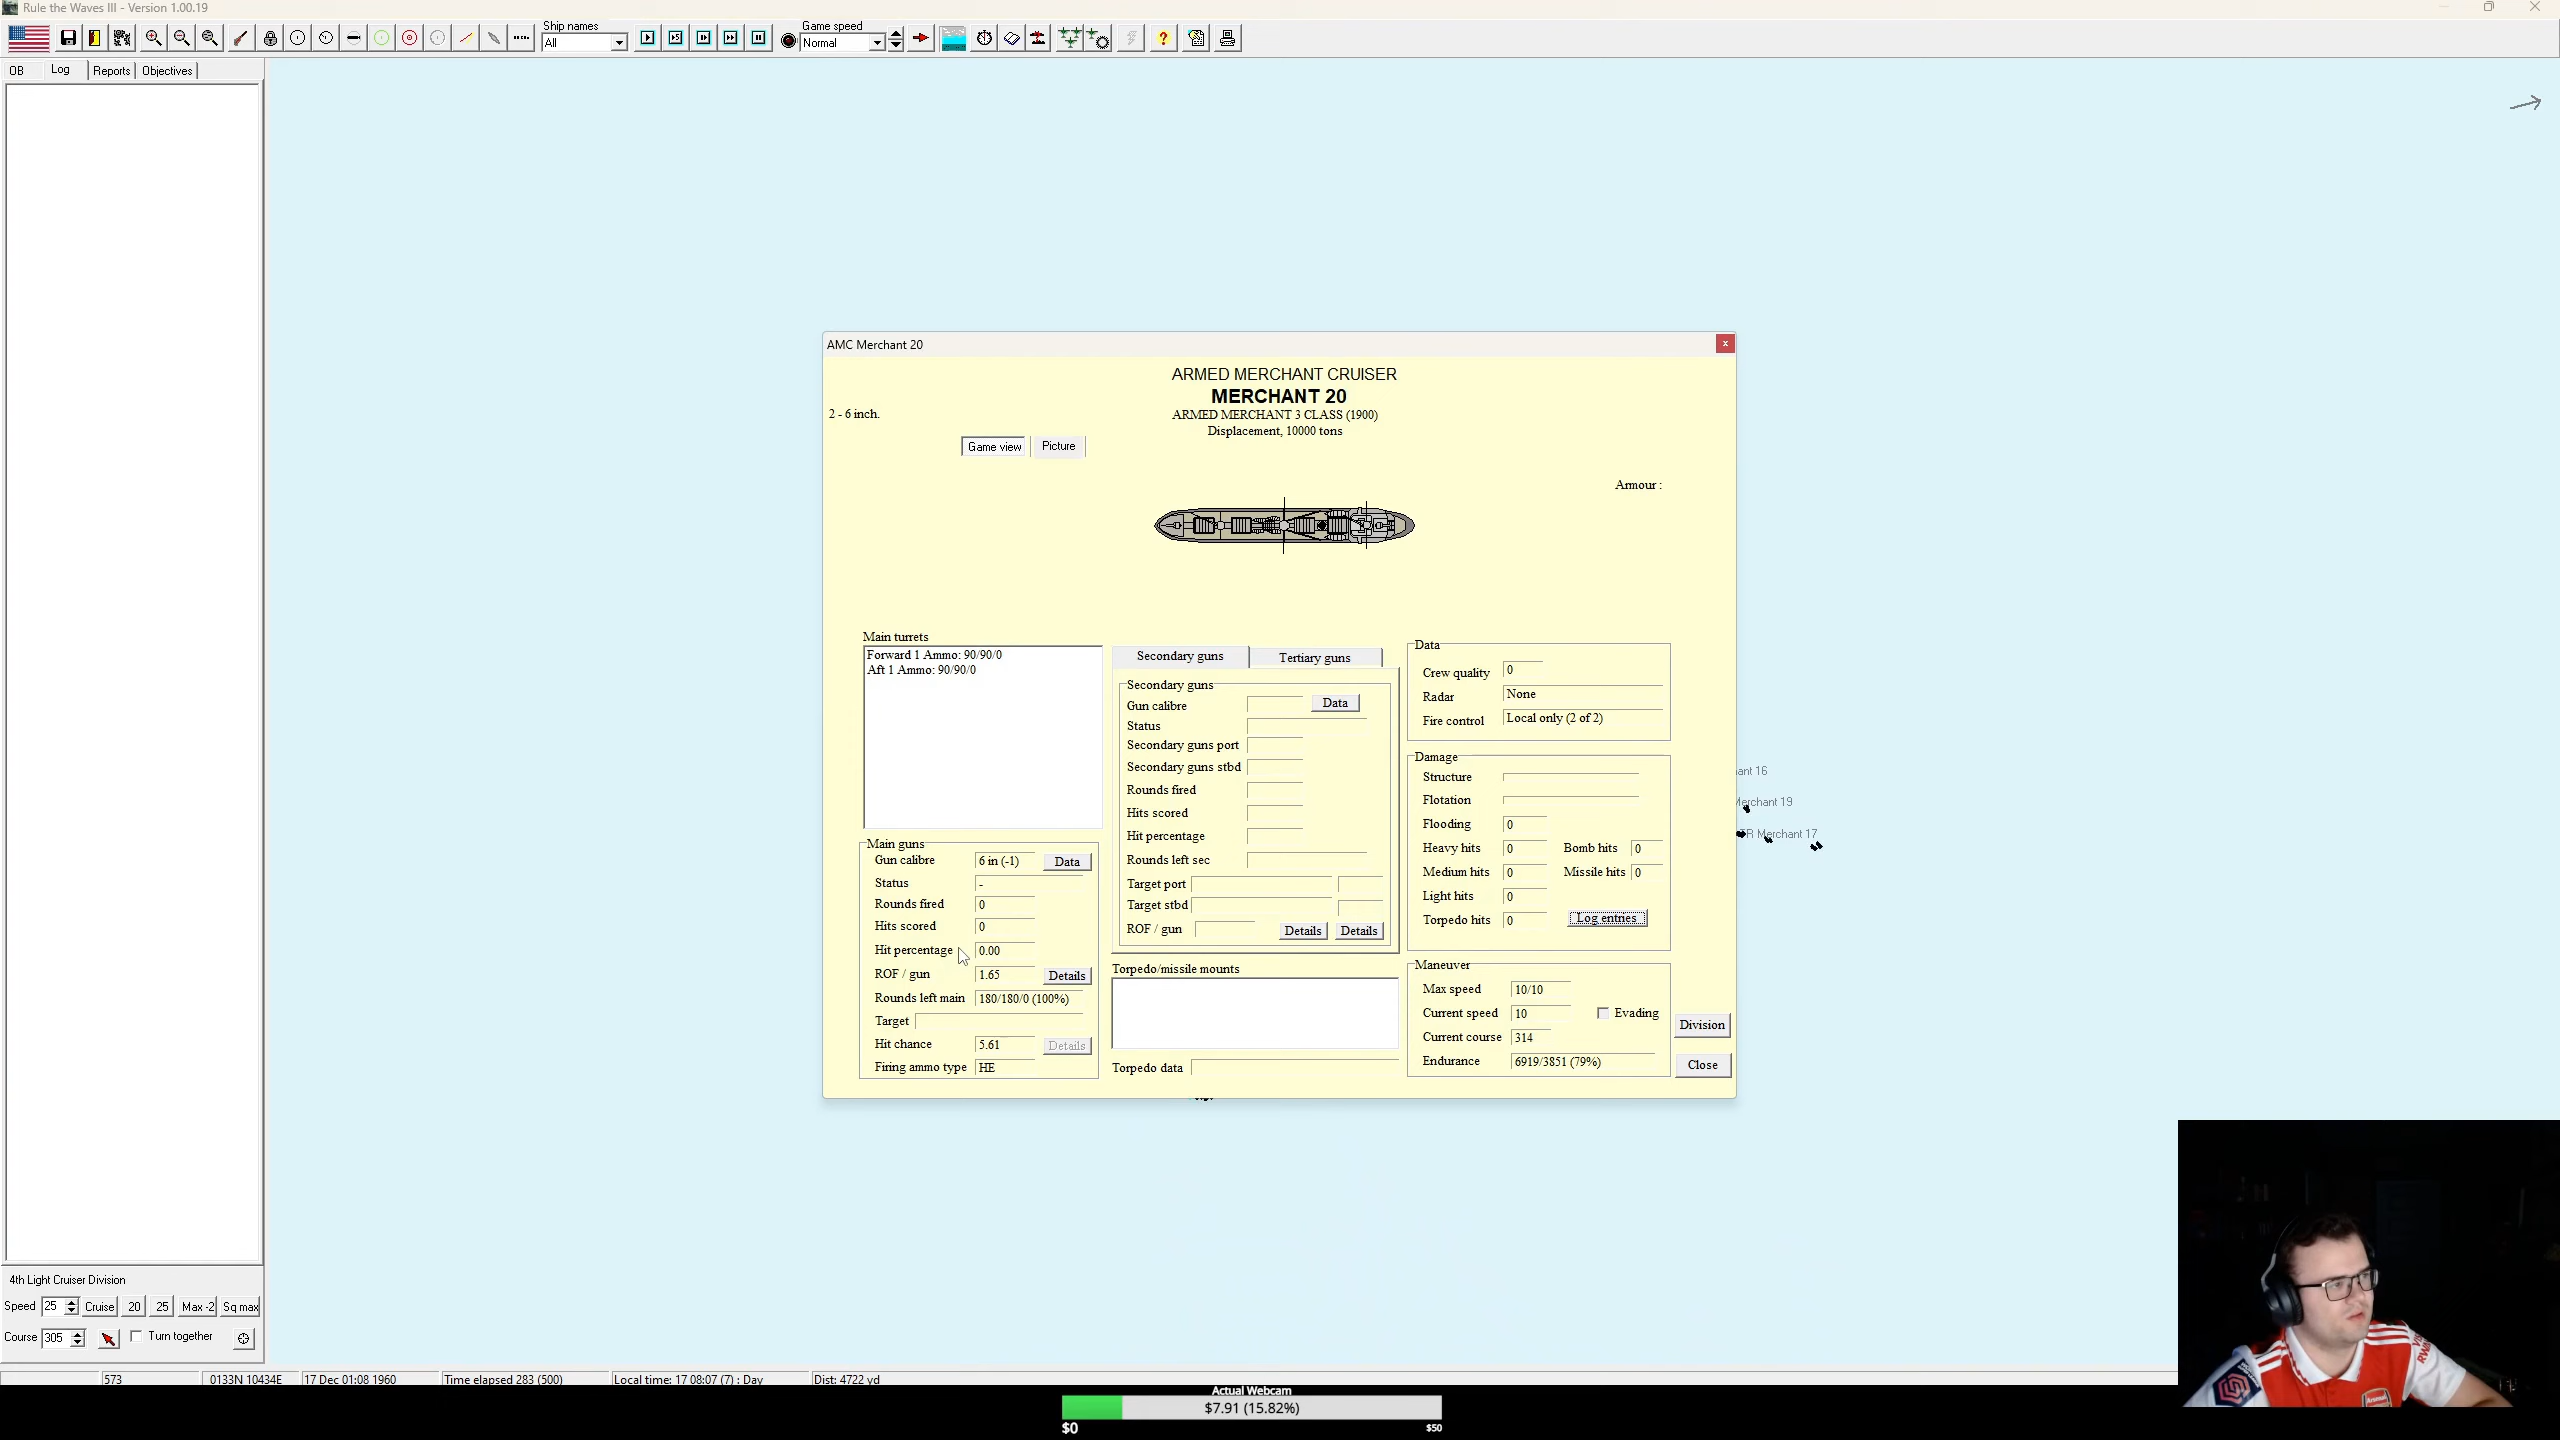 Rule the Waves III - Version 1.00.19
Ship names
All
Game speed
Normal
OB
Log
Reports
Objectives
AMC Merchant 20
x
ARMED MERCHANT CRUISER
MERCHANT 20
2 - 6 inch.
ARMED MERCHANT 3 CLASS (1900)
Displacement, 10000 tons
Game view
Picture
Armour :
Main turrets
Forward 1 Ammo: 90/90/0
Aft 1 Ammo: 90/90/0
Main guns
Gun calibre 6 in (-1) Data
Status -
Rounds fired 0
Hits scored 0
Hit percentage 0.00
ROF / gun 1.65 Details
Rounds left main 180/180/0 (100%)
Target
Hit chance 5.61 Details
Firing ammo type HE
Secondary guns
Tertiary guns
Secondary guns
Gun calibre Data
Status
Secondary guns port
Secondary guns stbd
Rounds fired
Hits scored
Hit percentage
Rounds left sec
Target port
Target stbd
ROF / gun Details Details
Torpedo/missile mounts
Torpedo data
Data
Crew quality 0
Radar None
Fire control Local only (2 of 2)
Damage
Structure
Flotation
Flooding 0
Heavy hits 0 Bomb hits 0
Medium hits 0 Missile hits 0
Light hits 0
Torpedo hits 0 Log entries
Maneuver
Max speed 10/10
Current speed 10 Evading
Current course 314
Endurance 6919/3851 (79%)
Division
Close
ant 16
Merchant 19
TR Merchant 17
4th Light Cruiser Division
Speed 25 Cruise 20 25 Max -2 Sq max
Course 305 Turn together
573
0133N 10434E
17 Dec 01:08 1960
Time elapsed 283 (500)
Local time: 17 08:07 (7) : Day
Dist: 4722 yd
Actual Webcam
$7.91 (15.82%)
$0
$50